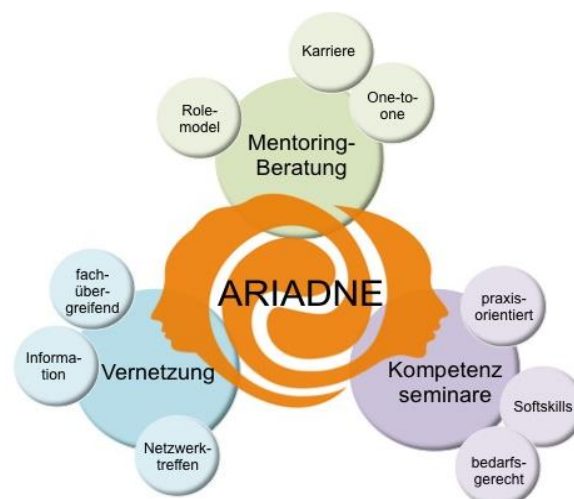 Karriere
One-to-
one
Role-
model
Mentoring-
Beratung
ARIADNE
fach-
über-
greifend
Informa-
tion
Vernetzung
Netzwerk-
treffen
praxis-
orientiert
Kompetenz
seminare
Softskills
bedarfs-
gerecht